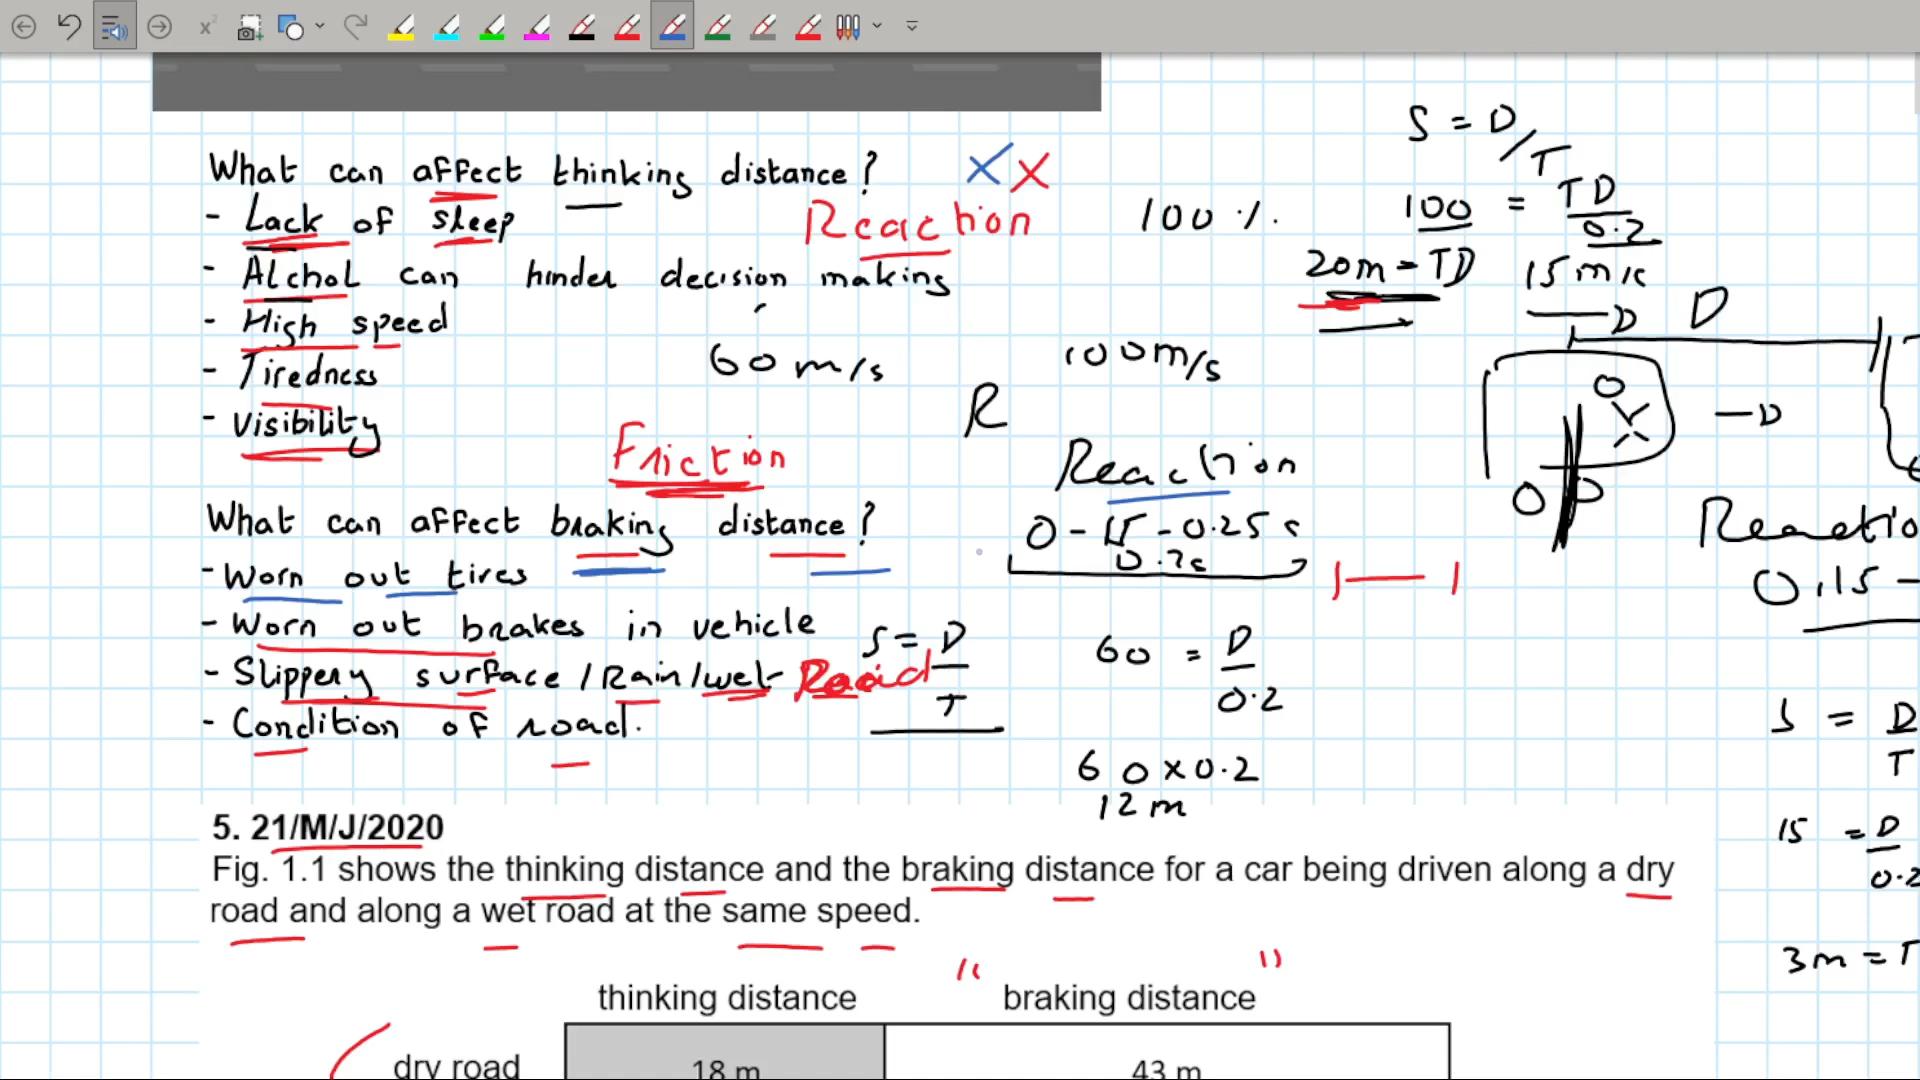 What can affect thinking distance?
Reaction
- Lack of sleep
- Alchol can hinder decision making
- High speed
- Tiredness
- Visibility
60 m/s
100 m/s
R
100 %.
S = D/T
100 = TD
0.2
20m = TD
15 m/s
D
D
D
O
O
Friction
Reaction
0-15 - 0.25 s
0.2s
What can affect braking distance?
- Worn out tires
- Worn out brakes in vehicle
- Slippery surface / Rain / wet Road
- Condition of road.
S = D
T
60 = D
0.2
60 x 0.2
12 m
Reactio
0.15 -
S = D
T
15 = D
0.2
3m = T
5. 21/M/J/2020
Fig. 1.1 shows the thinking distance and the braking distance for a car being driven along a dry
road and along a wet road at the same speed.
" "
thinking distance braking distance
dry road 18 m 43 m